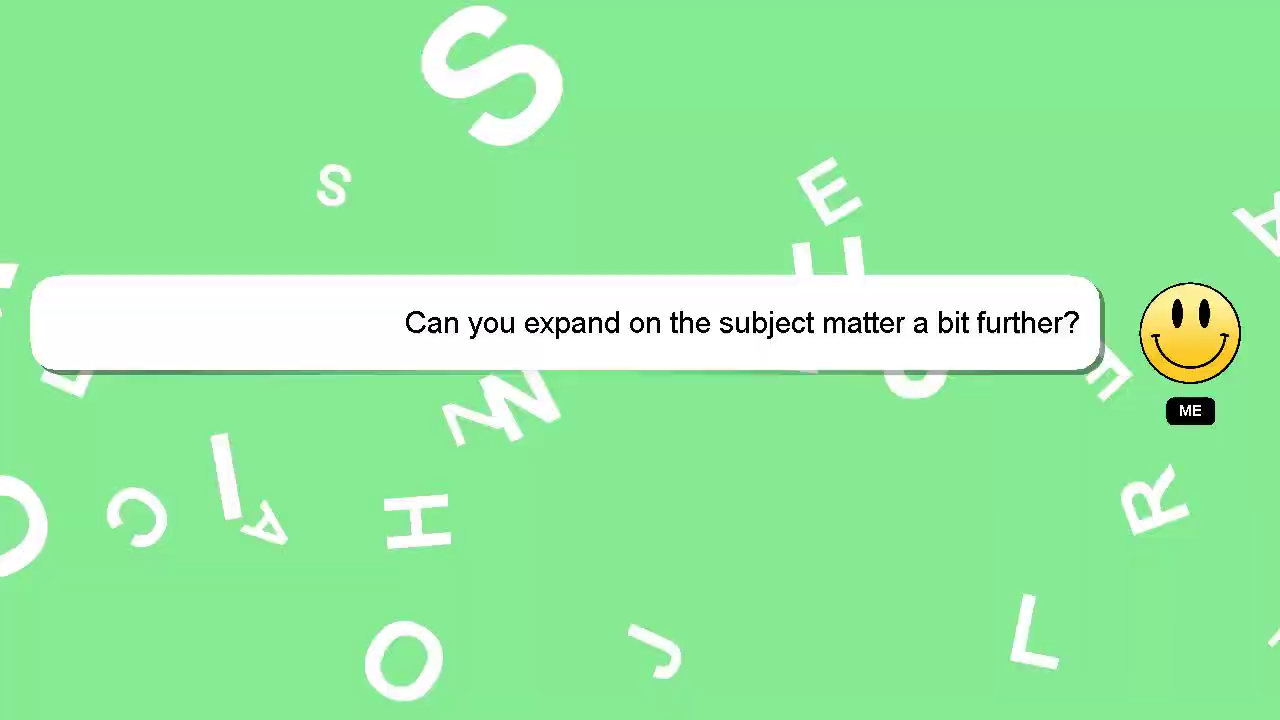 S
S
E
A
Can you expand on the subject matter a bit further?
ME
E
N
N
I
C
A
H
R
O
J
L